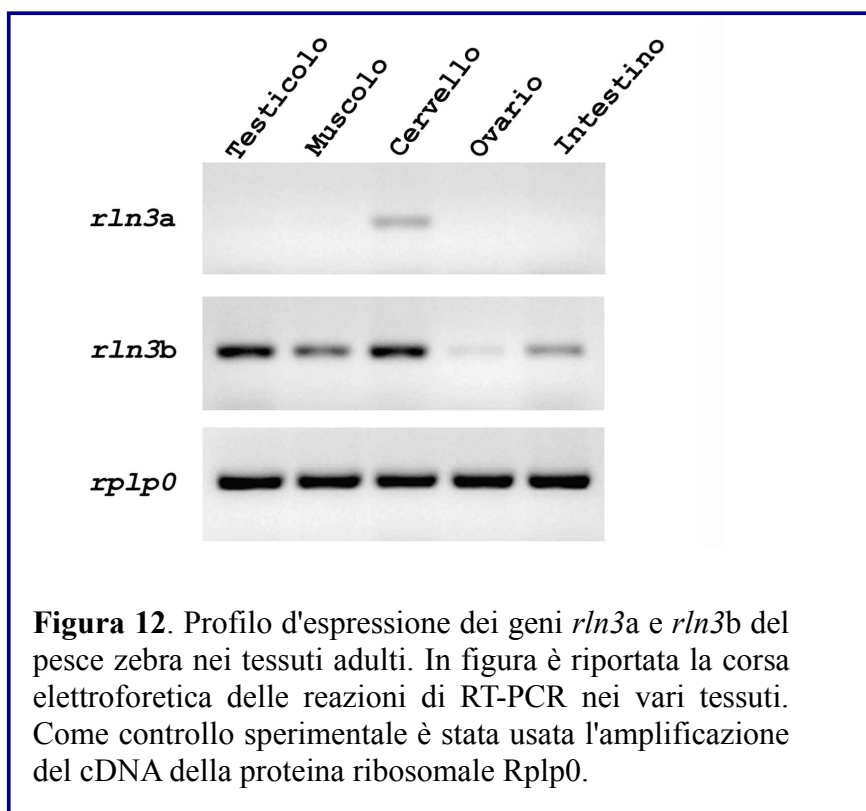 Testicolo
Muscolo
Cervello
Ovario
Intestino
rln3a
rln3b
rplp0
Figura 12. Profilo d'espressione dei geni rln3a e rln3b del
pesce zebra nei tessuti adulti. In figura è riportata la corsa
elettroforetica delle reazioni di RT-PCR nei vari tessuti.
Come controllo sperimentale è stata usata l'amplificazione
del cDNA della proteina ribosomale Rplp0.